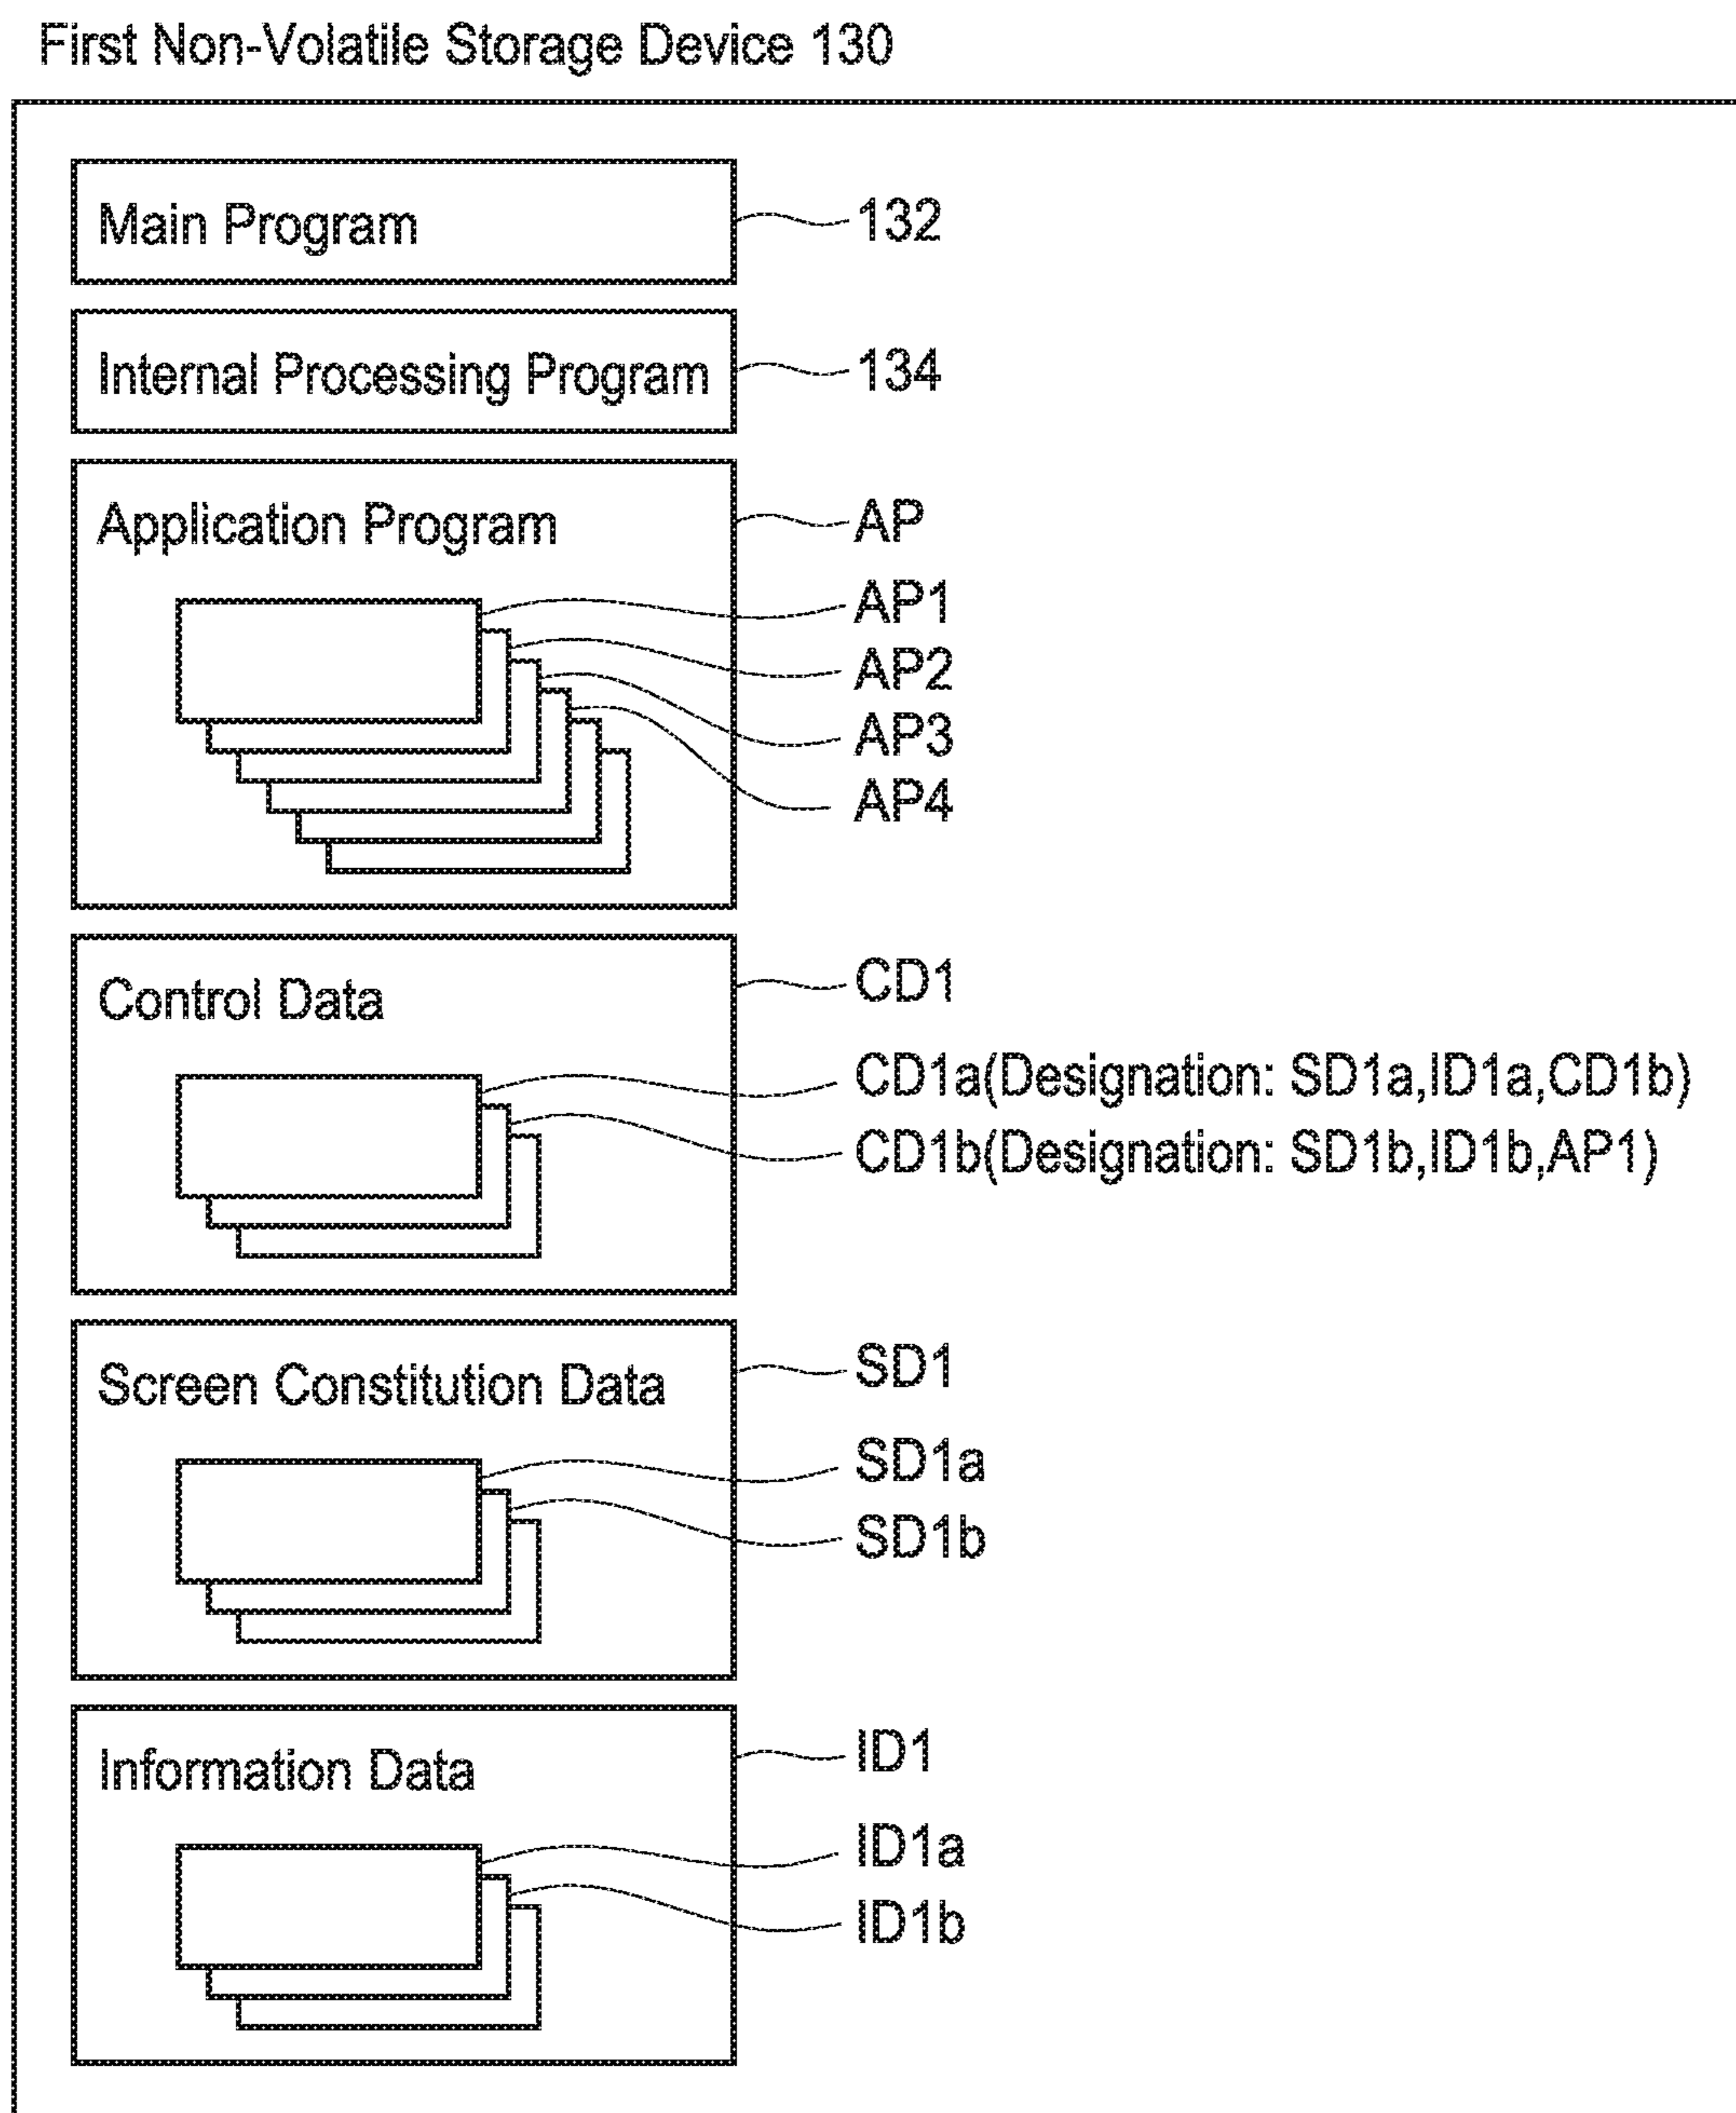 First Non-Volatile Storage Device 130
Main Program 132
Internal Processing Program 134
Application Program AP
AP1
AP2
AP3
AP4
Control Data CD1
CD1a(Designation: SD1a,ID1a,CD1b)
CD1b(Designation: SD1b,ID1b,AP1)
Screen Constitution Data SD1
SD1a
SD1b
Information Data ID1
ID1a
ID1b